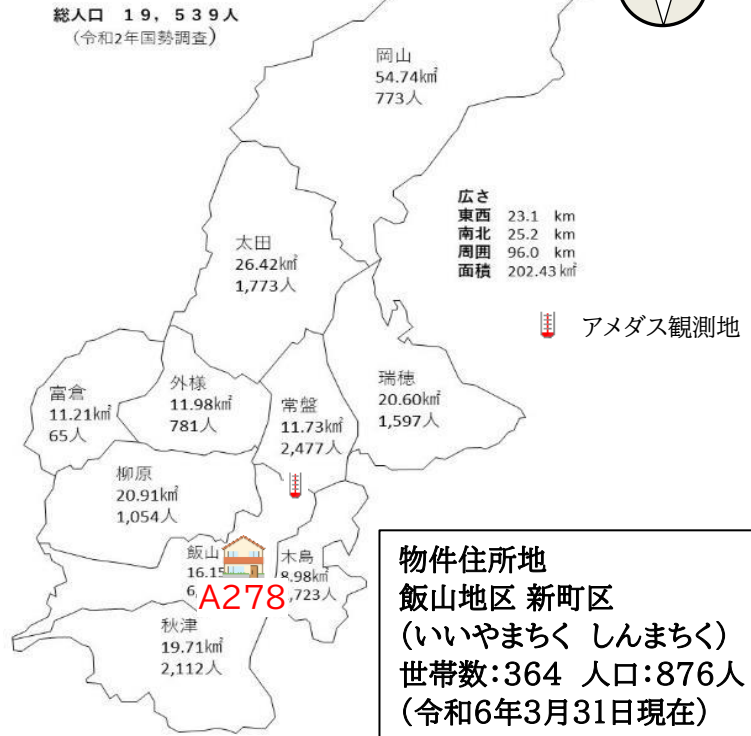 総人口 19，539人
(令和2年国勢調査)
岡山
54.74㎢
773人
広さ
東西 23.1 km
南北 25.2 km
周囲 96.0 km
面積 202.43㎢
太田
26.42㎢
1,773人
アメダス観測地
富倉
11.21㎢
65人
外様
11.98㎢
781人
常盤
11.73㎢
2,477人
瑞穂
20.60㎢
1,597人
柳原
20.91㎢
1,054人
飯山
16.15
6,
A278
木島
8.98㎢
,723人
秋津
19.71㎢
2,112人
物件住所地
飯山地区 新町区
(いいやまちく しんまちく)
世帯数:364 人口:876人
(令和6年3月31日現在)